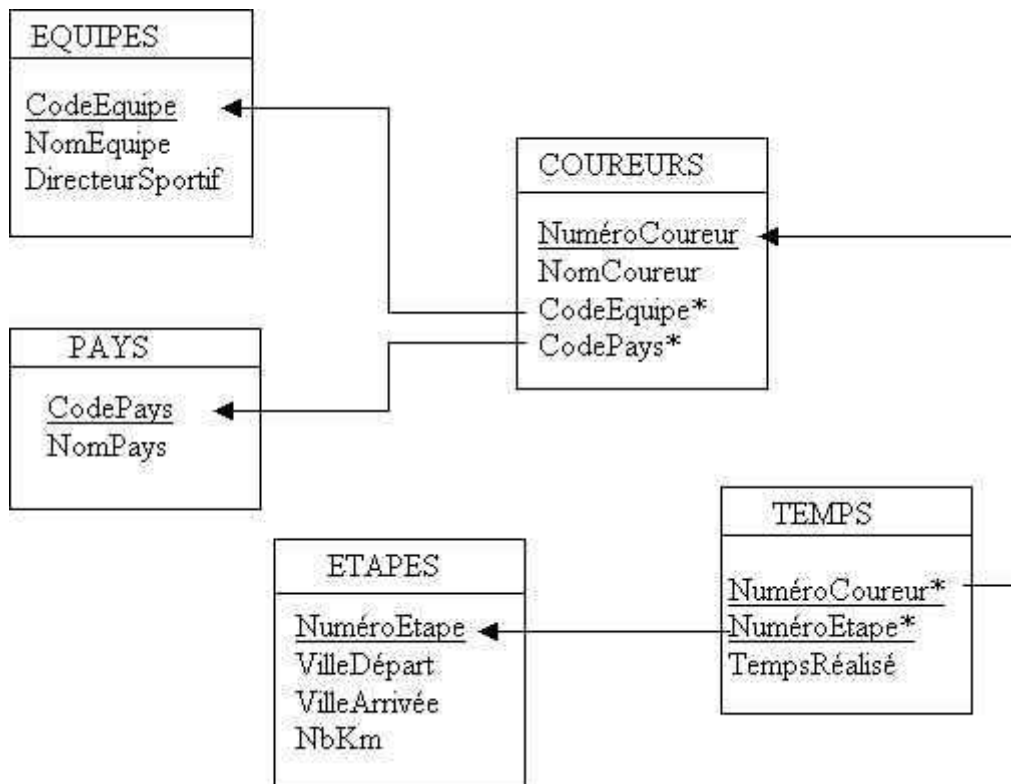 EQUIPES
CodeEquipe
NomEquipe
DirecteurSportif
COUREURS
NuméroCoureur
NomCoureur
CodeEquipe*
CodePays*
PAYS
CodePays
NomPays
TEMPS
NuméroCoureur*
NuméroEtape*
TempsRéalisé
ETAPES
NuméroEtape
VilleDépart
VilleArrivée
NbKm